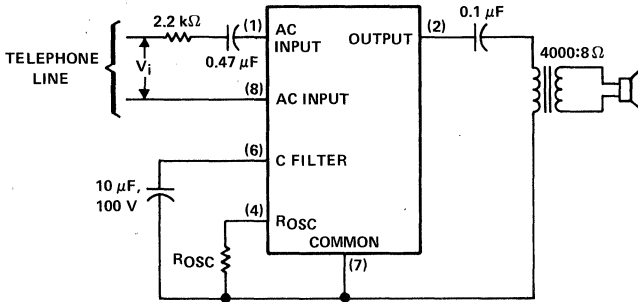 2.2 kΩ
(1)
AC
INPUT
OUTPUT
(2)
0.1 μF
TELEPHONE
LINE
Vi
0.47 μF
4000:8 Ω
(8)
AC INPUT
(6)
C FILTER
10 μF,
100 V
(4)
ROSC
ROSC
COMMON
(7)